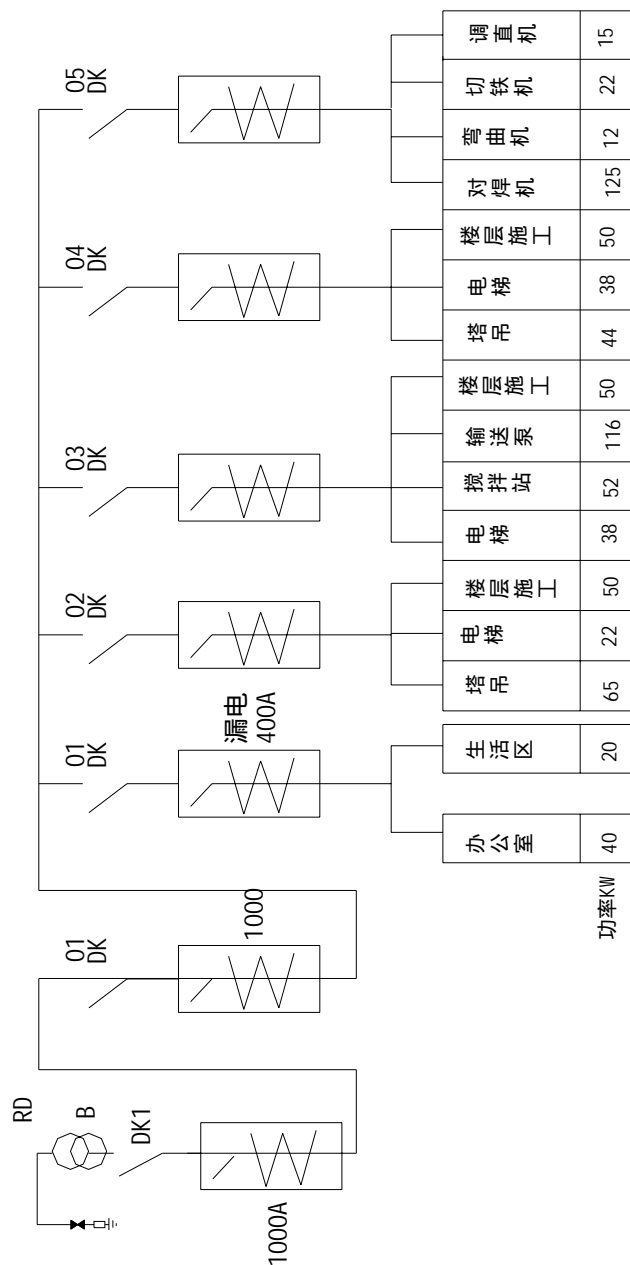 RD
B
DK1
1000A
01
DK
1000
01
DK
漏电
400A
02
DK
03
DK
04
DK
05
DK
办公室
生活区
塔吊
电梯
楼层施工
电梯
搅拌站
输送泵
楼层施工
塔吊
电梯
楼层施工
对焊机
弯曲机
切铁机
调直机
功率KW
40
20
65
22
50
38
52
116
50
44
38
50
125
12
22
15